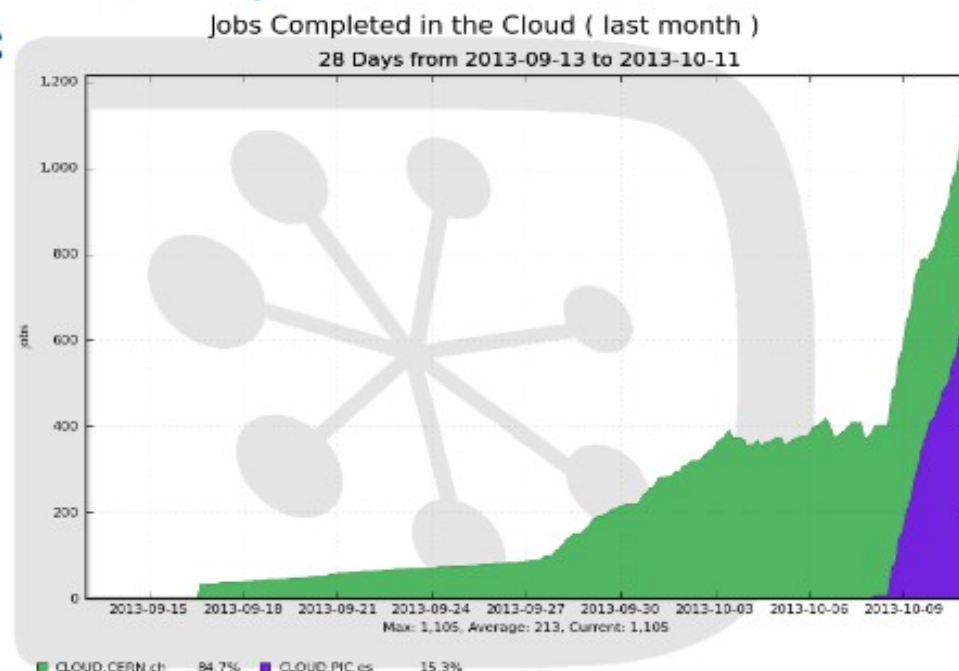 Jobs Completed in the Cloud ( last month )
28 Days from 2013-09-13 to 2013-10-11
1,200
1,000
800
600
400
200
0
jobs
2013-09-15 2013-09-18 2013-09-21 2013-09-24 2013-09-27 2013-09-30 2013-10-03 2013-10-06 2013-10-09
Max: 1,105, Average: 213, Current: 1,105
CLOUD.CERN.ch 84.7% CLOUD.PIC.es 15.3%